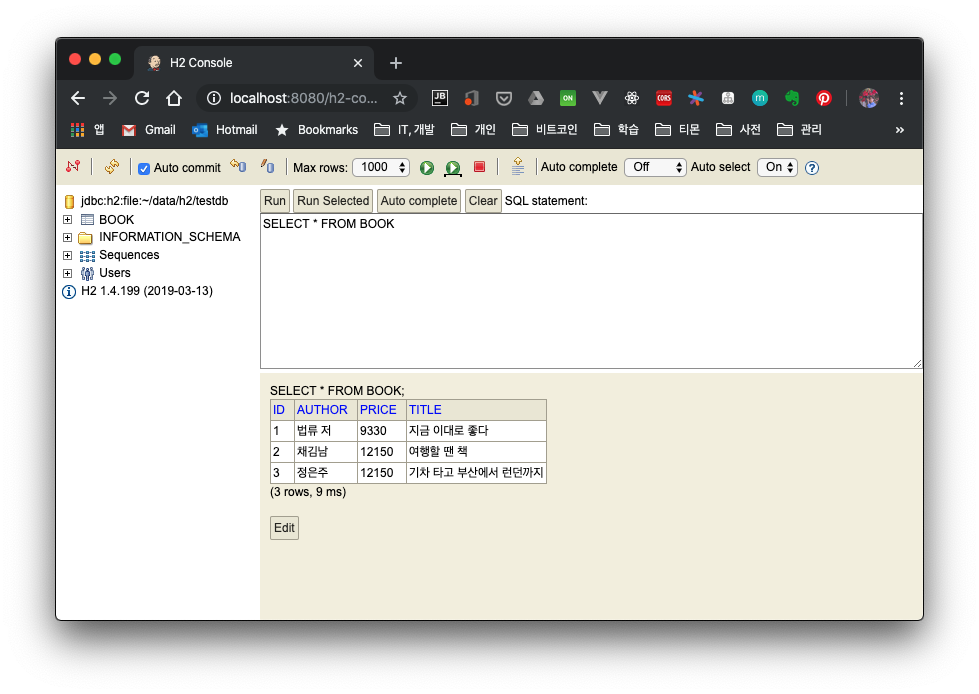 H2 Console
localhost:8080/h2-co...
JB ON CORS m
앱 Gmail Hotmail Bookmarks IT, 개발 개인 비트코인 학습 티몬 사전 관리 »
Auto commit Max rows: 1000 Auto complete Off Auto select On ?
jdbc:h2:file:~/data/h2/testdb
BOOK
INFORMATION_SCHEMA
Sequences
Users
H2 1.4.199 (2019-03-13)
Run Run Selected Auto complete Clear SQL statement:
SELECT * FROM BOOK
SELECT * FROM BOOK;
ID AUTHOR PRICE TITLE
1 법류 저 9330 지금 이대로 좋다
2 채김남 12150 여행할 땐 책
3 정은주 12150 기차 타고 부산에서 런던까지
(3 rows, 9 ms)
Edit